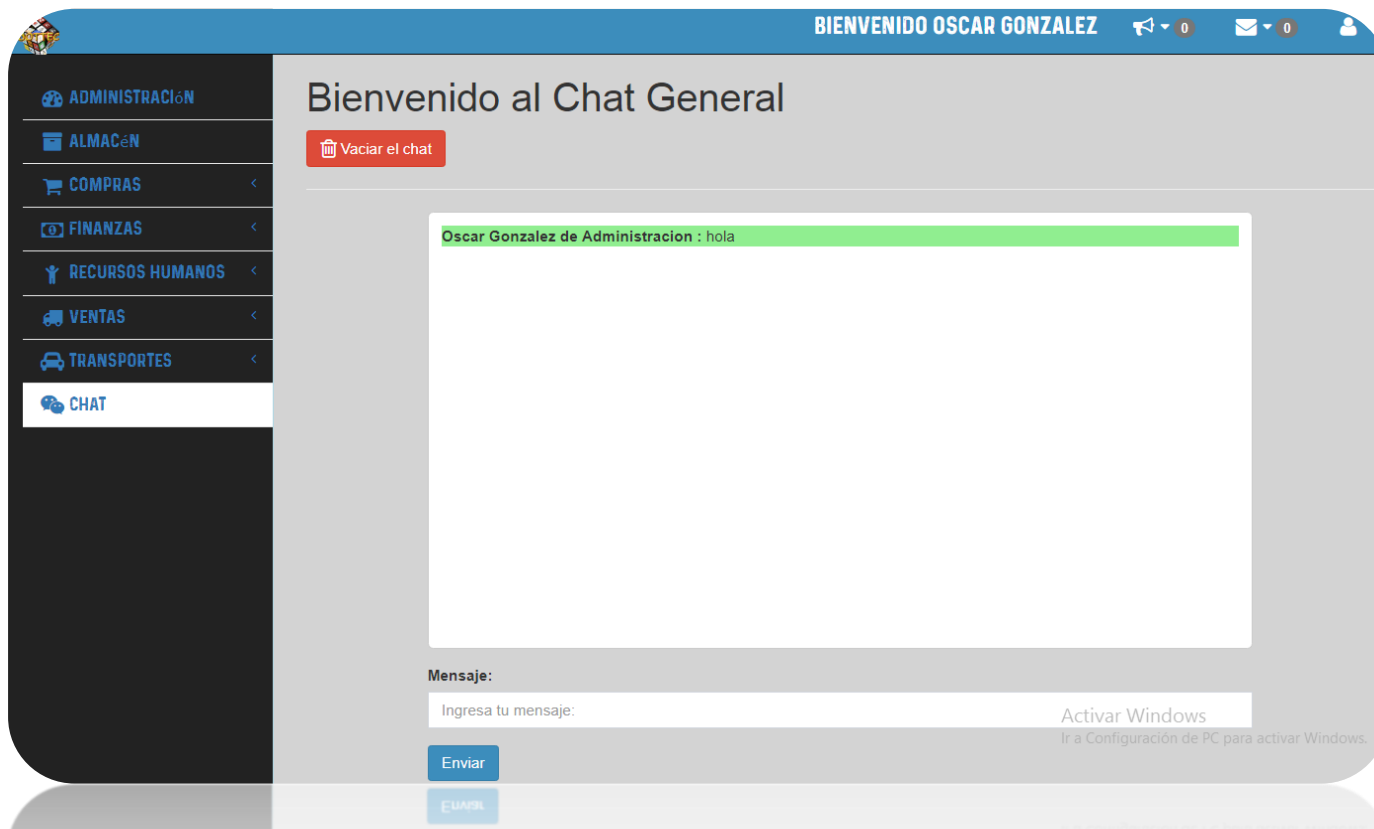 BIENVENIDO OSCAR GONZALEZ 0 0
ADMINISTRACIóN
ALMACéN
COMPRAS
FINANZAS
RECURSOS HUMANOS
VENTAS
TRANSPORTES
CHAT
Bienvenido al Chat General
Vaciar el chat
Oscar Gonzalez de Administracion : hola
Mensaje:
Ingresa tu mensaje:
Enviar
Activar Windows
Ir a Configuración de PC para activar Windows.